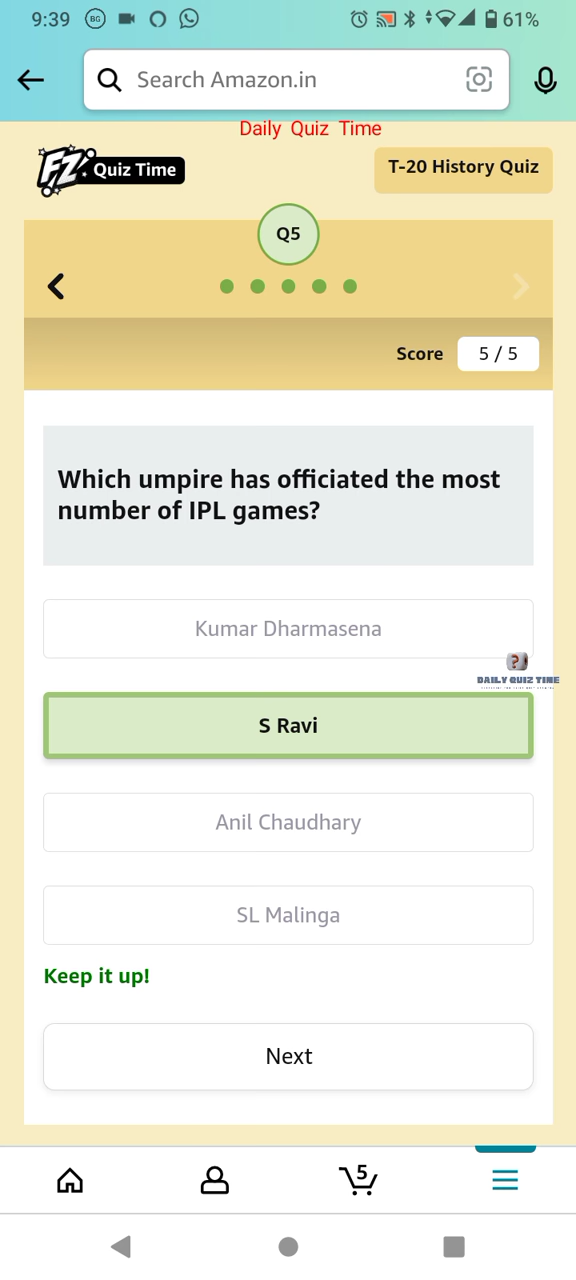 9:39
BG
61%
Search Amazon.in
Daily Quiz Time
FZ Quiz Time
T-20 History Quiz
Q5
Score 5 / 5
Which umpire has officiated the most
number of IPL games?
Kumar Dharmasena
?
DAILY QUIZ TIME
S Ravi
Anil Chaudhary
SL Malinga
Keep it up!
Next
5